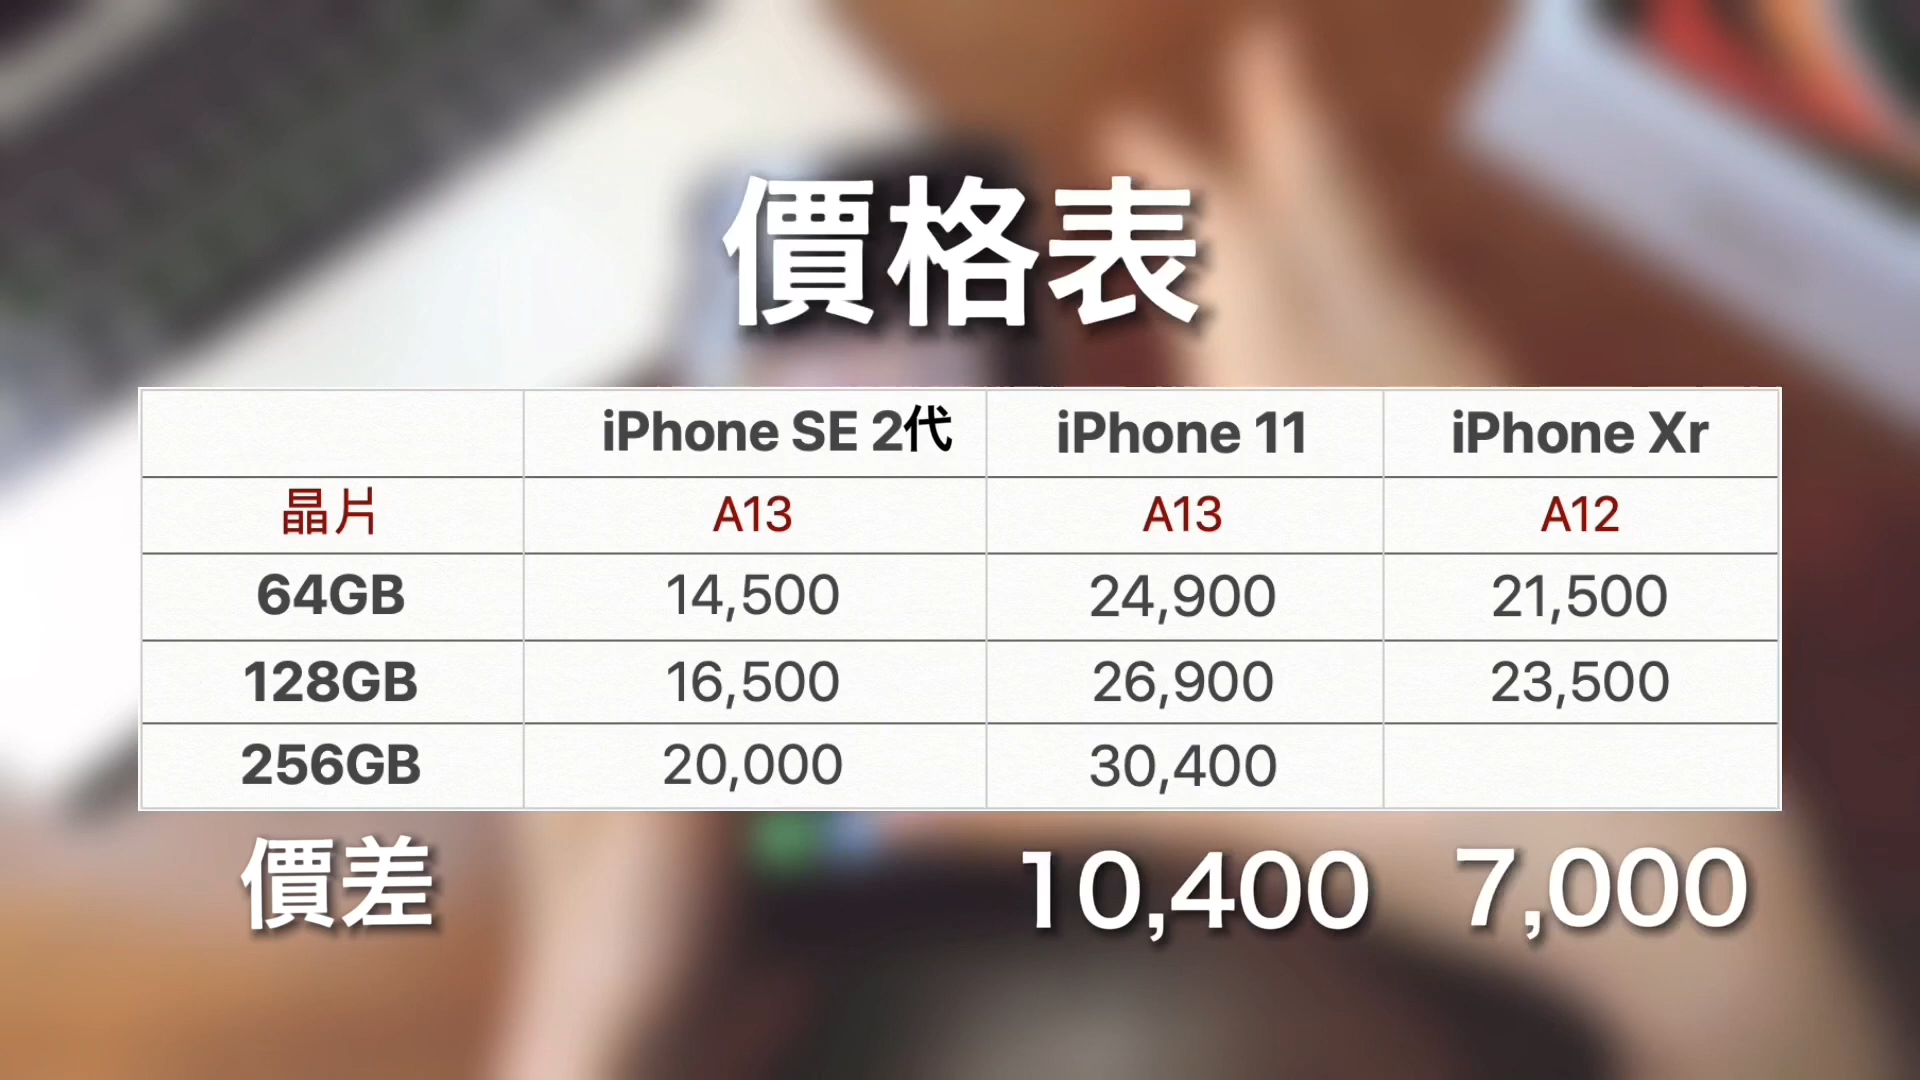 價格表
iPhone SE 2代 iPhone 11 iPhone Xr
晶片 A13 A13 A12
64GB 14,500 24,900 21,500
128GB 16,500 26,900 23,500
256GB 20,000 30,400
價差 10,400 7,000